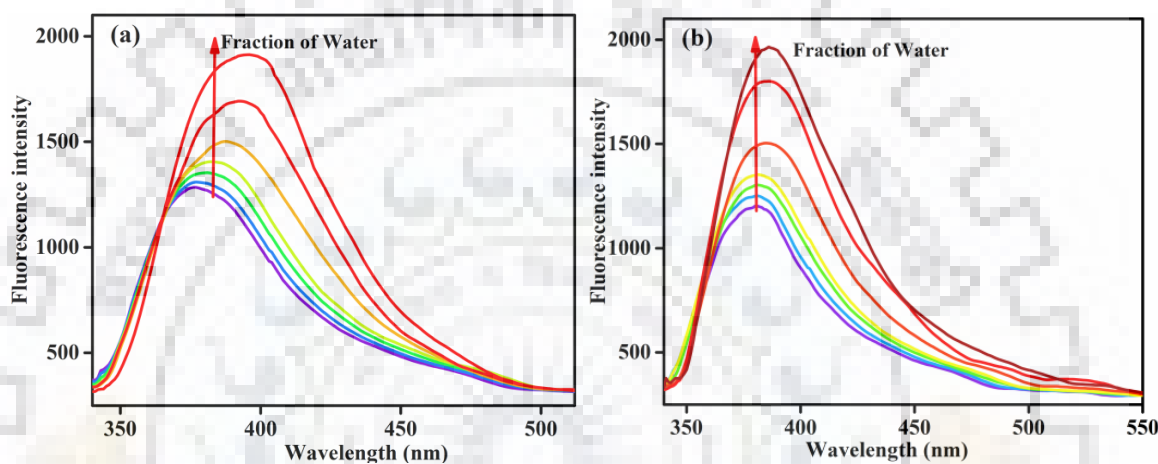 (a)
Fraction of Water
2000
1500
1000
500
Fluorescence intensity
350
400
450
500
Wavelength (nm)
(b)
Fraction of Water
2000
1500
1000
500
Fluorescence intensity
350
400
450
500
550
Wavelength (nm)